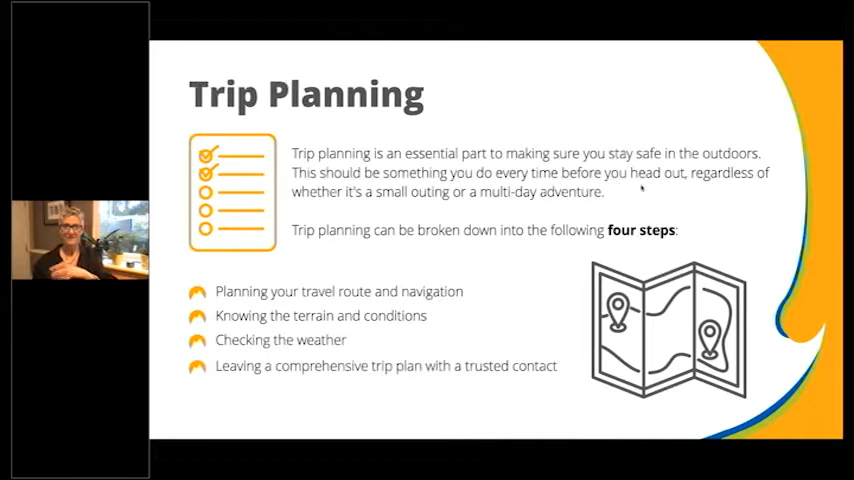 Trip Planning
Trip planning is an essential part to making sure you stay safe in the outdoors.
This should be something you do every time before you head out, regardless of
whether it's a small outing or a multi-day adventure.
Trip planning can be broken down into the following four steps:
Planning your travel route and navigation
Knowing the terrain and conditions
Checking the weather
Leaving a comprehensive trip plan with a trusted contact